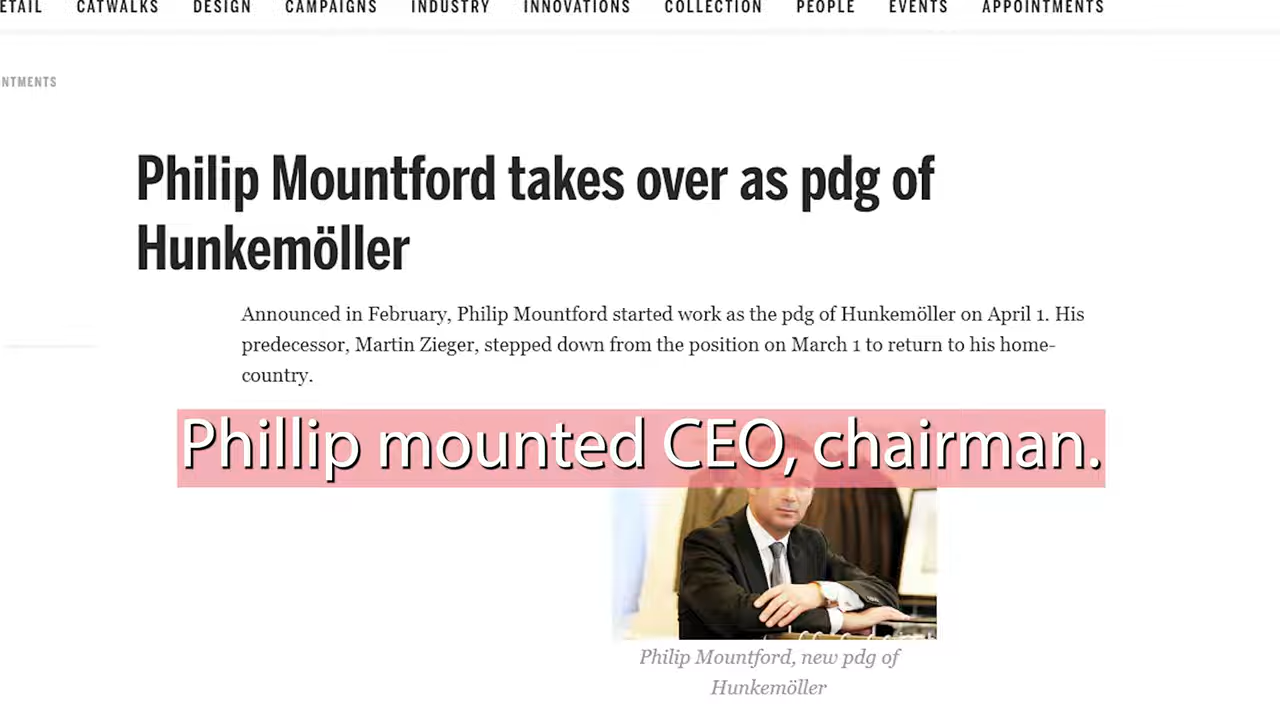 ETAIL CATWALKS DESIGN CAMPAIGNS INDUSTRY INNOVATIONS COLLECTION PEOPLE EVENTS APPOINTMENTS
NTMENTS
Philip Mountford takes over as pdg of
Hunkemöller
Announced in February, Philip Mountford started work as the pdg of Hunkemöller on April 1. His
predecessor, Martin Zieger, stepped down from the position on March 1 to return to his home-
country.
Phillip mounted CEO, chairman.
Philip Mountford, new pdg of
Hunkemöller